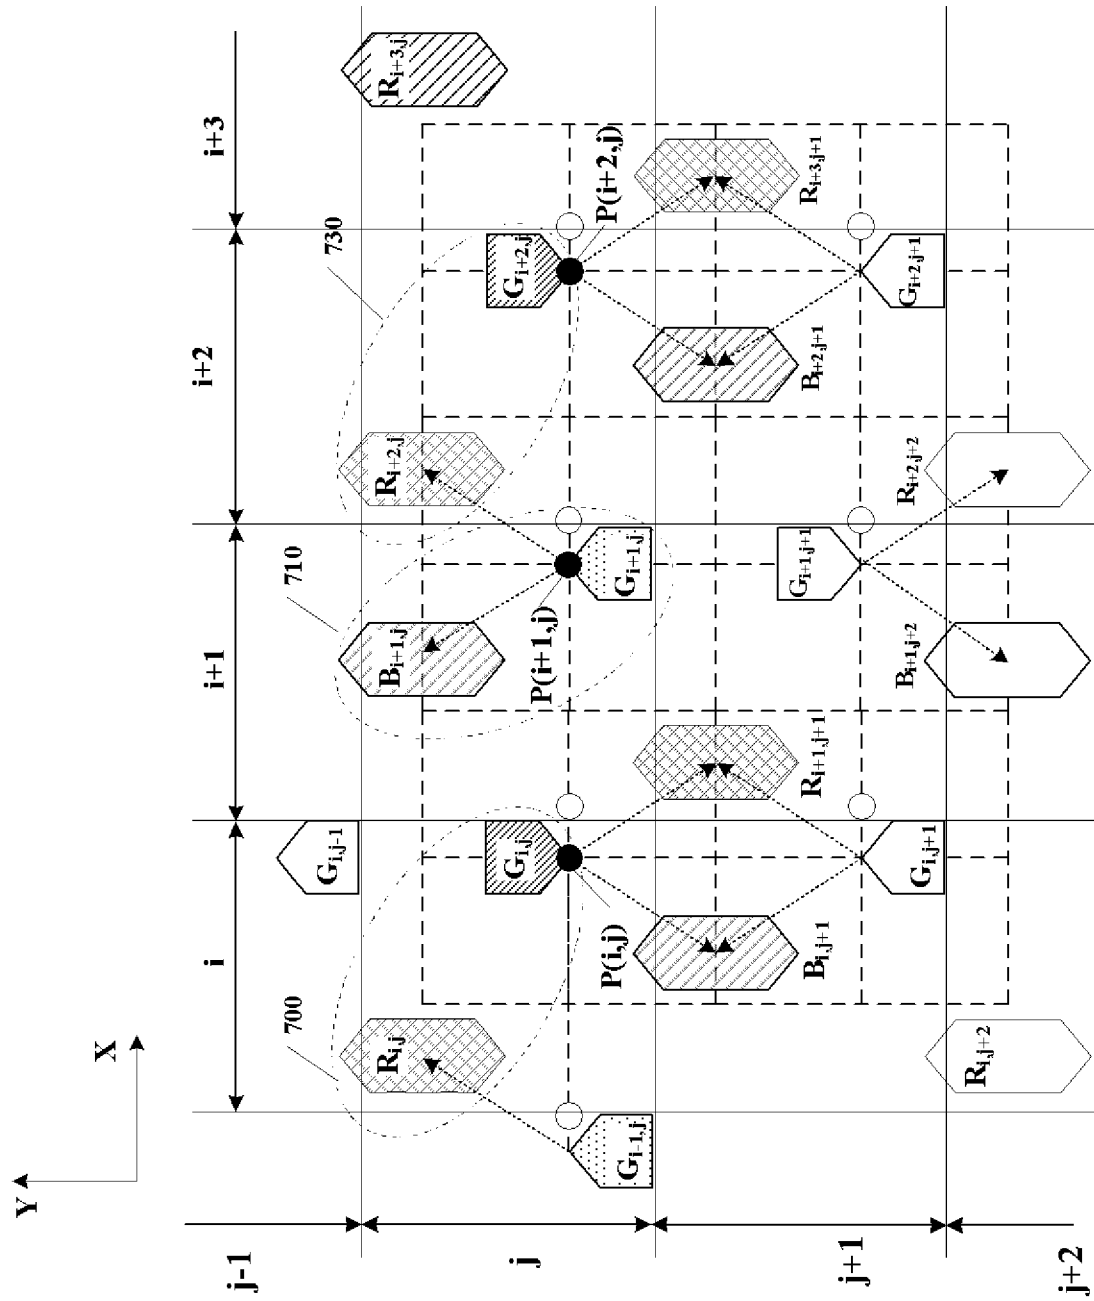 Y
X
j-1
j
j+1
j+2
i
i+1
i+2
i+3
700
710
730
G_{i,j-1}
R_{i,j}
B_{i+1,j}
R_{i+2,j}
R_{i+3,j}
G_{i-1,j}
G_{i,j}
G_{i+1,j}
G_{i+2,j}
P(i,j)
P(i+1,j)
P(i+2,j)
B_{i,j+1}
R_{i+1,j+1}
B_{i+2,j+1}
R_{i+3,j+1}
G_{i,j+1}
G_{i+1,j+1}
G_{i+2,j+1}
R_{i,j+2}
B_{i+1,j+2}
R_{i+2,j+2}